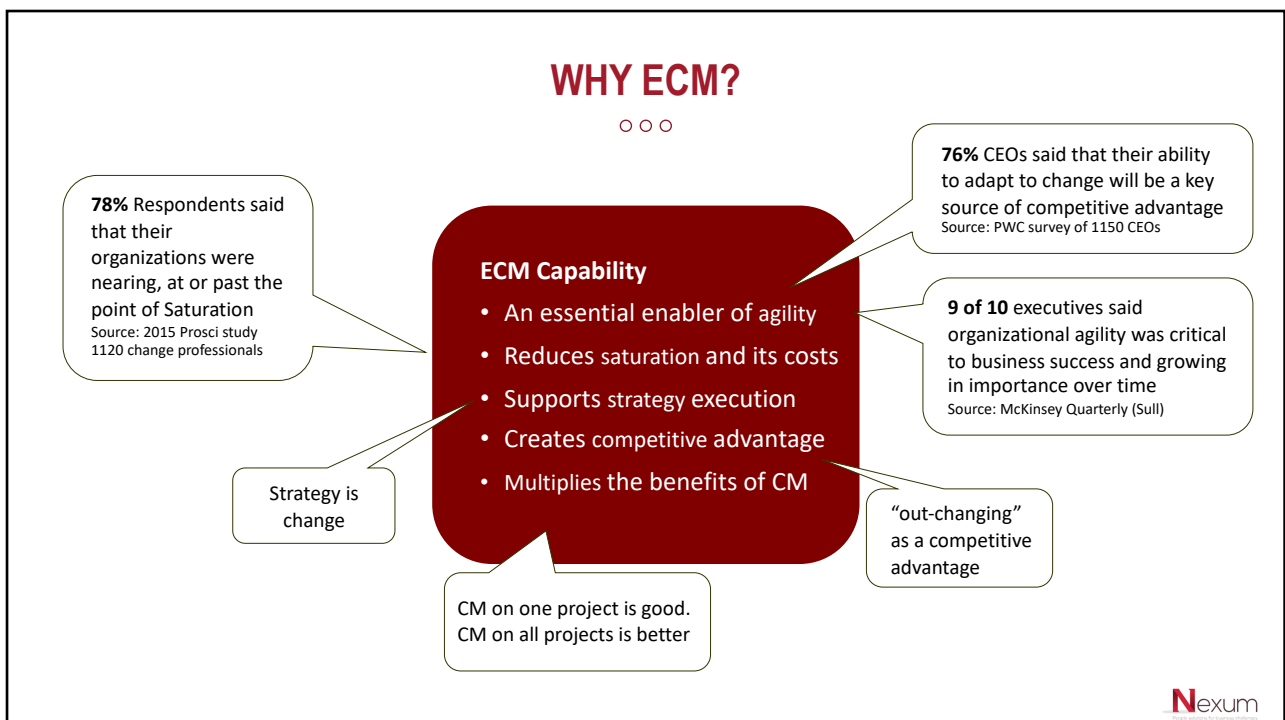 WHY ECM?
76% CEOs said that their ability
to adapt to change will be a key
source of competitive advantage
Source: PWC survey of 1150 CEOs
78% Respondents said
that their
organizations were
nearing, at or past the
point of Saturation
Source: 2015 Prosci study
1120 change professionals
ECM Capability
• An essential enabler of agility
• Reduces saturation and its costs
• Supports strategy execution
• Creates competitive advantage
• Multiplies the benefits of CM
9 of 10 executives said
organizational agility was critical
to business success and growing
in importance over time
Source: McKinsey Quarterly (Sull)
Strategy is
change
“out-changing”
as a competitive
advantage
CM on one project is good.
CM on all projects is better
Nexum
People solutions for business challenges